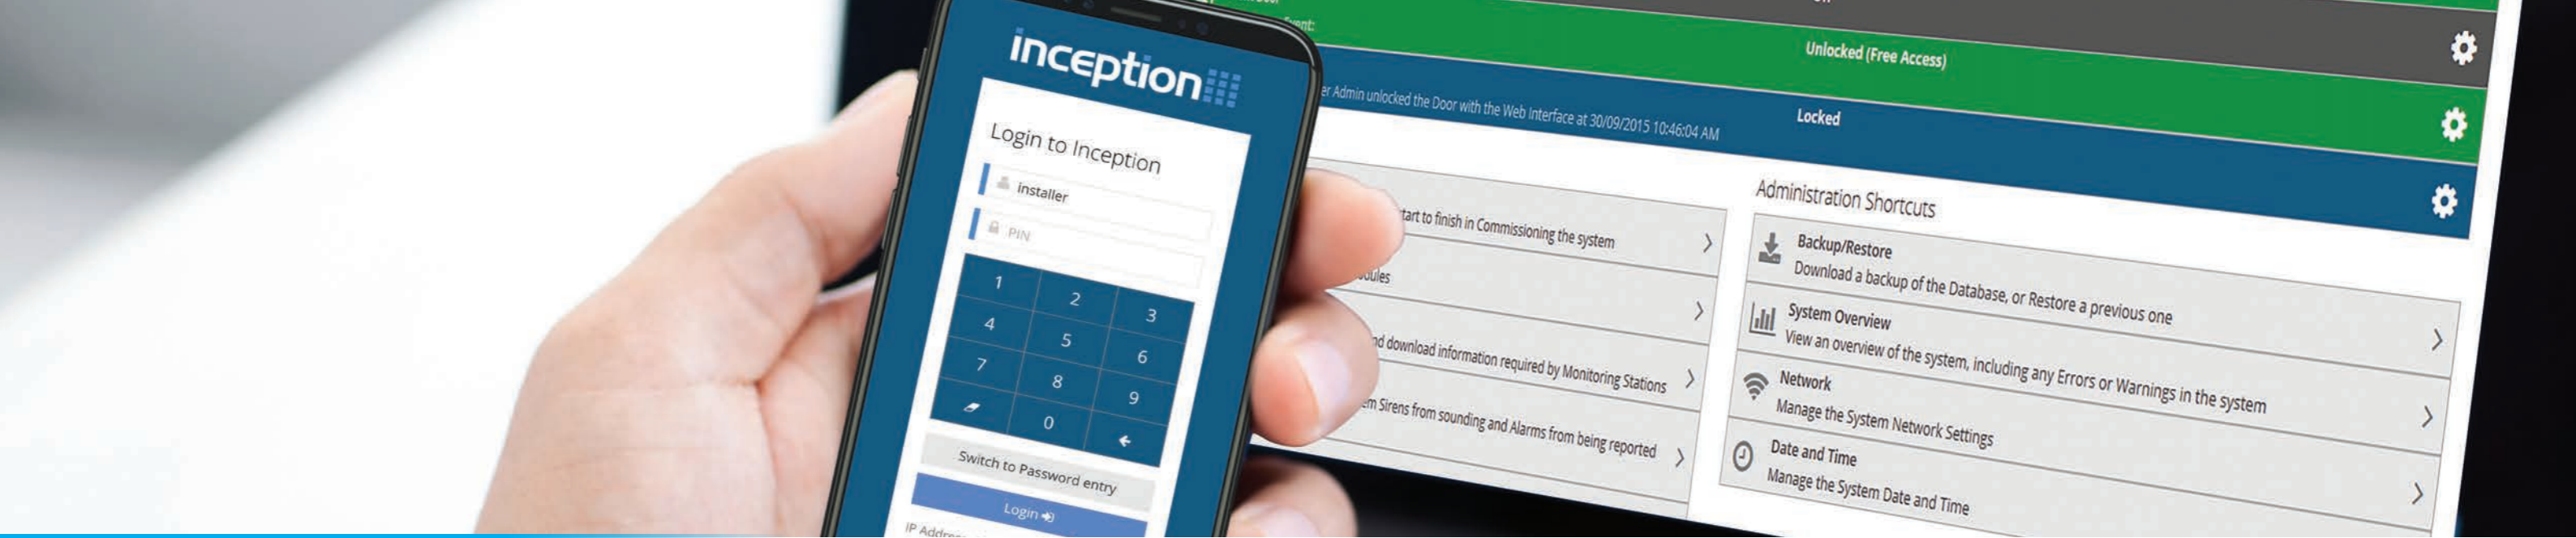 inception
Login to Inception
installer
PIN
1 2 3
4 5 6
7 8 9
0
Switch to Password entry
Login
IP
Unlocked (Free Access)
Admin unlocked the Door with the Web Interface at 30/09/2015 10:46:04 AM
Locked
to finish in Commissioning the system
download information required by Monitoring Stations
Sirens from sounding and Alarms from being reported
Administration Shortcuts
Backup/Restore
Download a backup of the Database, or Restore a previous one
System Overview
View an overview of the system, including any Errors or Warnings in the system
Network
Manage the System Network Settings
Date and Time
Manage the System Date and Time